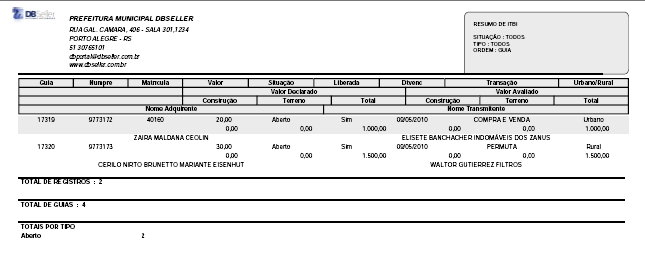 DBSeller
PREFEITURA MUNICIPAL DBSELLER
RUA GAL. CAMARA, 406 - SALA 301,1234
PORTO ALEGRE - RS
51 30765101
dbportal@dbseller.com.br
www.dbseller.com.br
RESUMO DE ITBI
SITUAÇÃO : TODOS
TIPO : TODOS
ORDEM : GUIA
Guia Numpre Matrícula Valor Situação Liberada Dtvenc Transação Urbano/Rural
Valor Declarado Valor Avaliado
Construção Terreno Total Construção Terreno Total
Nome Adquirente Nome Transmitente
17319 9773172 40160 20,00 Aberto Sim 09/05/2010 COMPRA E VENDA Urbano
0,00 0,00 1.000,00 0,00 0,00 1.000,00
ZAIRA MALDANA CEOLIN ELISETE BANCHACHER INDOMÁVEIS DOS ZANUS
17320 9773173 30,00 Aberto Sim 09/05/2010 PERMUTA Rural
0,00 0,00 1.500,00 0,00 0,00 1.500,00
CERILO NIRTO BRUNETTO MARIANTE EISENHUT WALTOR GUTIERREZ FILTROS
TOTAL DE REGISTROS : 2
TOTAL DE GUIAS : 4
TOTAIS POR TIPO
Aberto 2